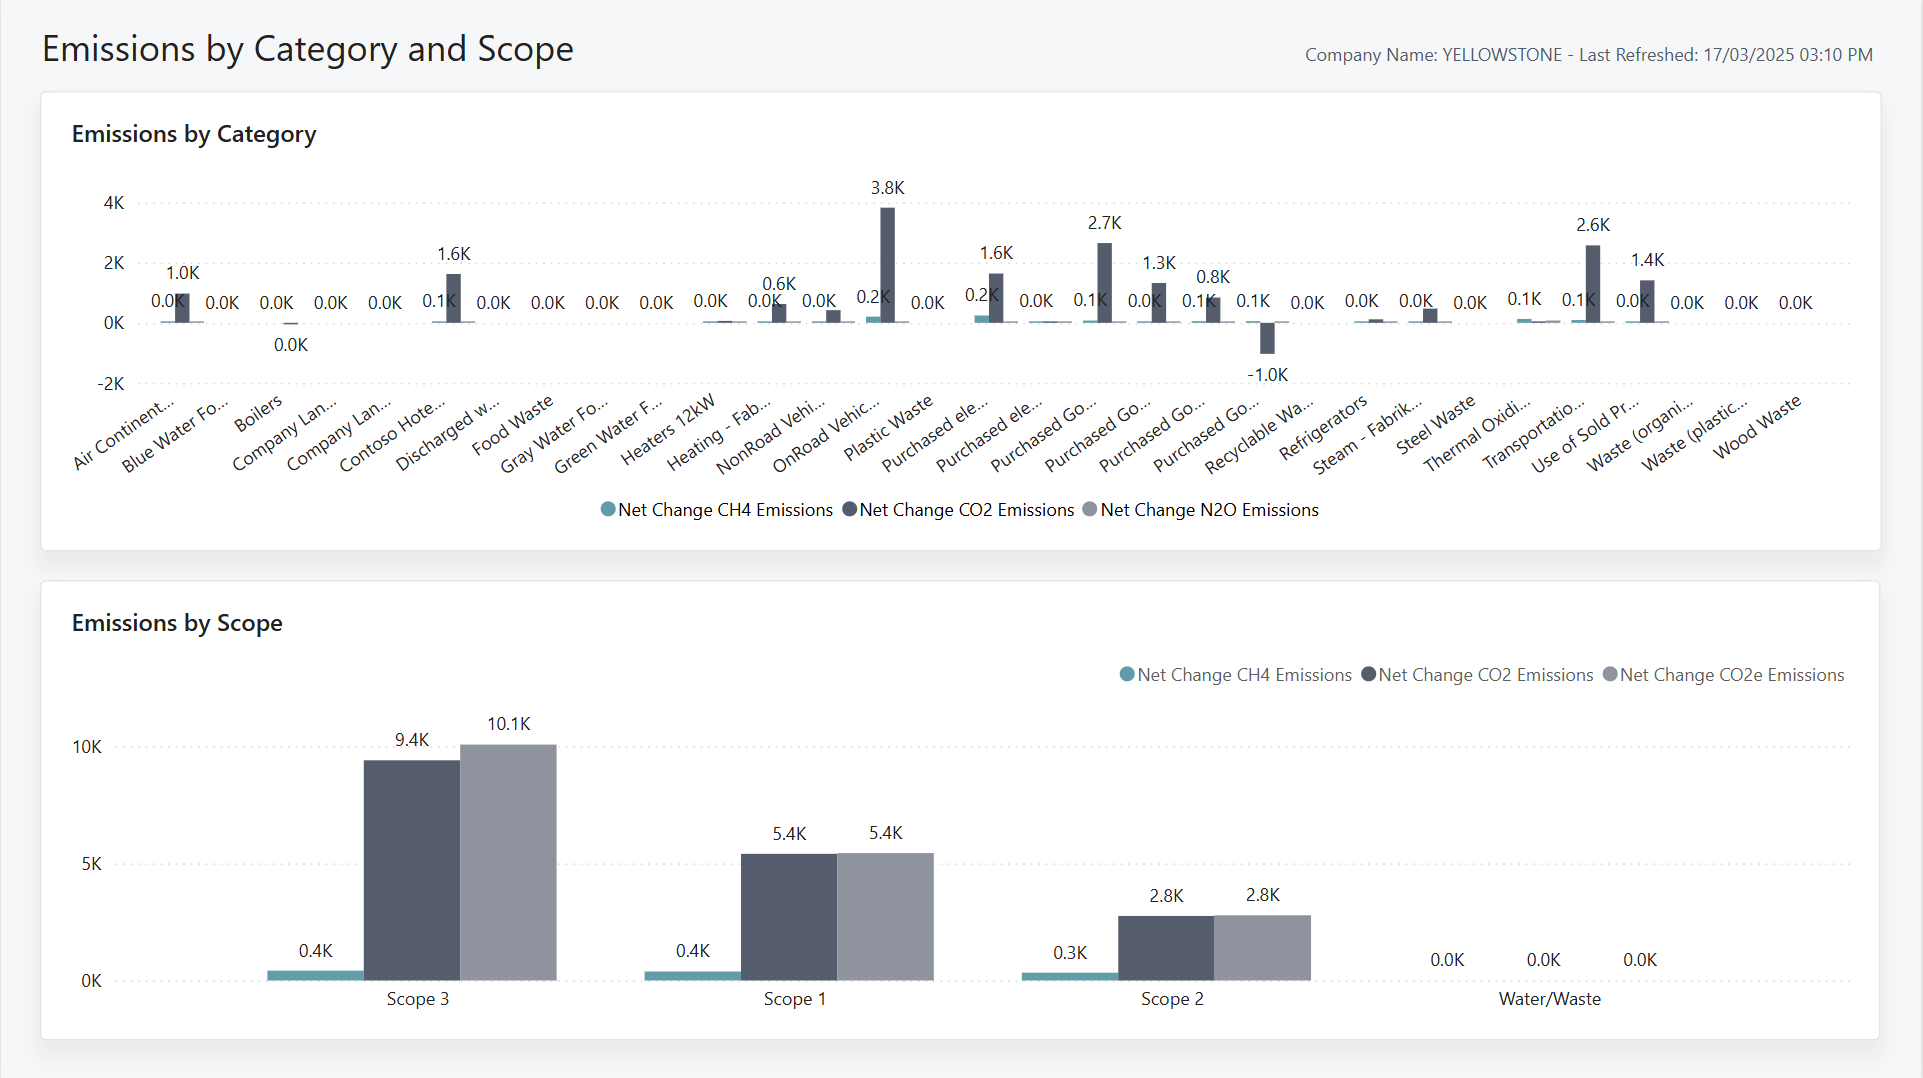 Emissions by Category and Scope
Company Name: YELLOWSTONE - Last Refreshed: 17/03/2025 03:10 PM
Emissions by Category
4K
2K
0K
-2K
0.0K
1.0K
0.0K
0.0K
0.0K
0.0K
0.0K
0.1K
1.6K
0.0K
0.0K
0.0K
0.0K
0.0K
0.0K
0.6K
0.0K
0.2K
3.8K
0.0K
0.2K
1.6K
0.0K
0.1K
2.7K
0.0K
1.3K
0.1K
0.8K
0.1K
-1.0K
0.0K
0.0K
0.0K
0.0K
0.1K
0.1K
2.6K
0.0K
1.4K
0.0K
0.0K
0.0K
Air Continent...
Blue Water Fo...
Boilers
Company Lan...
Company Lan...
Contoso Hote...
Discharged w...
Food Waste
Gray Water Fo...
Green Water F...
Heaters 12kW
Heating - Fab...
NonRoad Vehi...
OnRoad Vehic...
Plastic Waste
Purchased ele...
Purchased ele...
Purchased Go...
Purchased Go...
Purchased Go...
Purchased Go...
Recyclable Wa...
Refrigerators
Steam - Fabrik...
Steel Waste
Thermal Oxidi...
Transportatio...
Use of Sold Pr...
Waste (organi...
Waste (plastic...
Wood Waste
Net Change CH4 Emissions Net Change CO2 Emissions Net Change N2O Emissions
Emissions by Scope
Net Change CH4 Emissions Net Change CO2 Emissions Net Change CO2e Emissions
10K
5K
0K
0.4K
9.4K
10.1K
0.4K
5.4K
5.4K
0.3K
2.8K
2.8K
0.0K
0.0K
0.0K
Scope 3
Scope 1
Scope 2
Water/Waste